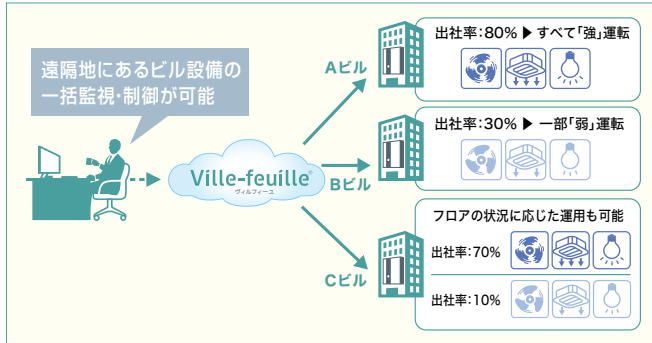 遠隔地にあるビル設備の
一括監視・制御が可能
Ville-feuille®
ヴィルフィーユ
Aビル
出社率:80% ▶ すべて「強」運転
Bビル
出社率:30% ▶ 一部「弱」運転
Cビル
フロアの状況に応じた運用も可能
出社率:70%
出社率:10%